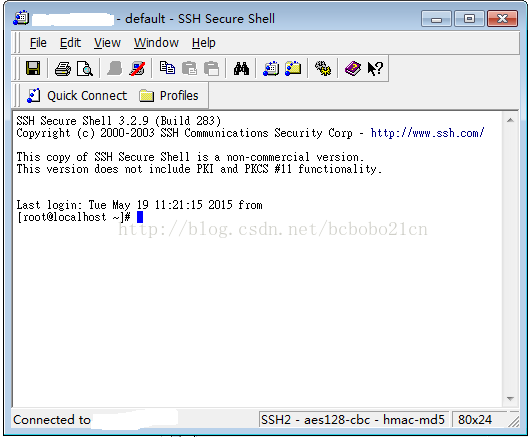 - default - SSH Secure Shell
File Edit View Window Help
Quick Connect Profiles
SSH Secure Shell 3.2.9 (Build 283)
Copyright (c) 2000-2003 SSH Communications Security Corp - http://www.ssh.com/
This copy of SSH Secure Shell is a non-commercial version.
This version does not include PKI and PKCS #11 functionality.
Last login: Tue May 19 11:21:15 2015 from
[root@localhost ~]#
http://blog.csdn.net/bcbobo21cn
Connected to SSH2 - aes128-cbc - hmac-md5 80x24